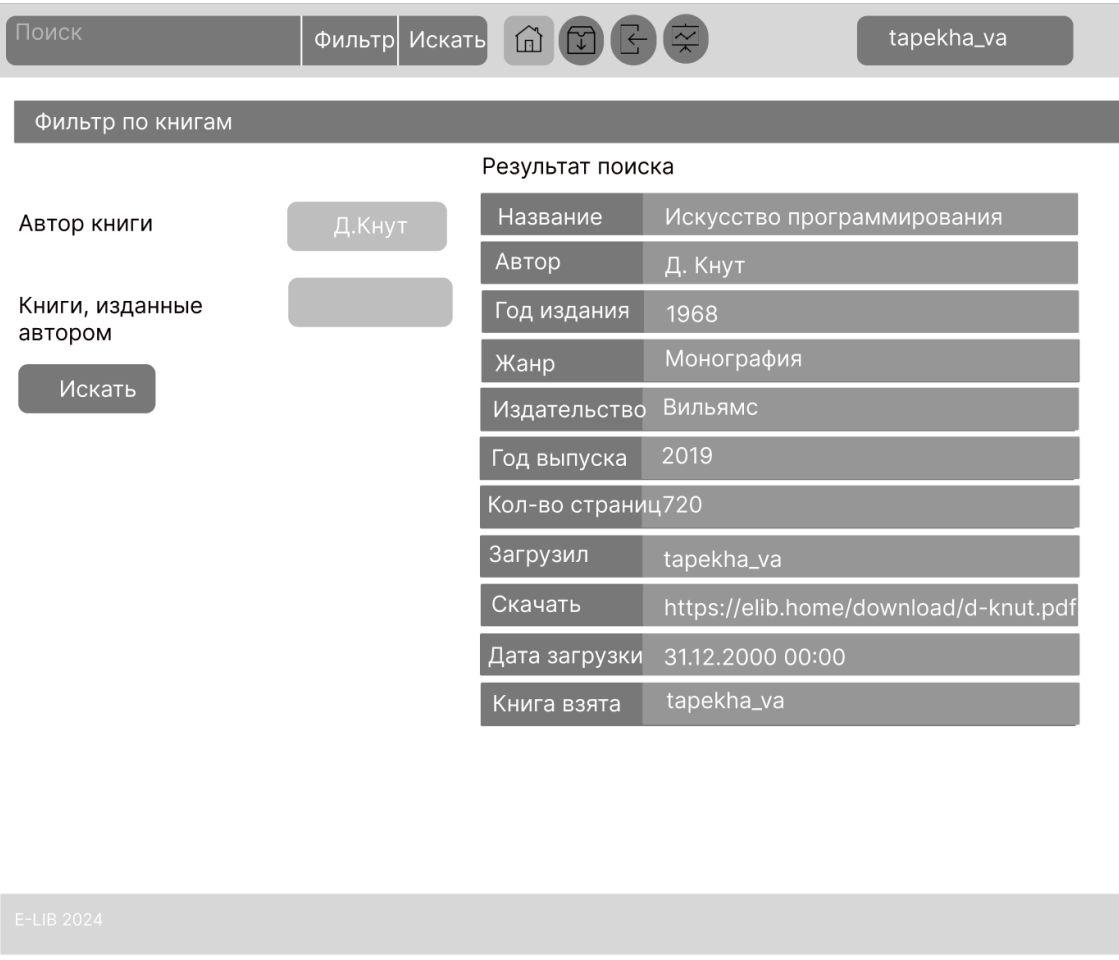 Поиск
Фильтр
Искать
tapekha_va
Фильтр по книгам
Автор книги
Д.Кнут
Книги, изданные
автором
Искать
Результат поиска
Название Искусство программирования
Автор Д. Кнут
Год издания 1968
Жанр Монография
Издательство Вильямс
Год выпуска 2019
Кол-во страниц 720
Загрузил tapekha_va
Скачать https://elib.home/download/d-knut.pdf
Дата загрузки 31.12.2000 00:00
Книга взята tapekha_va
E-LIB 2024